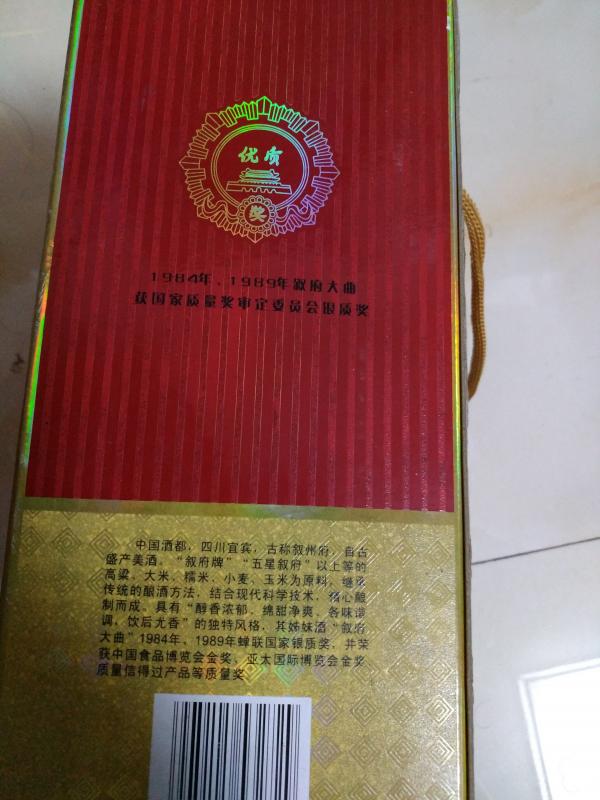 优质
奖
1984年、1989年叙府大曲
获国家质量奖审定委员会银质奖
中国酒都，四川宜宾，古称叙州府，自古
盛产美酒。“叙府牌”“五星叙府”以上等的
高粱、大米、糯米、小麦、玉米为原料，继承
传统的酿酒方法，结合现代科学技术，精心酿
制而成。具有“醇香浓郁、绵甜净爽、各味谐
调，饮后尤香”的独特风格，其姊妹酒“叙府
大曲”1984年、1989年蝉联国家银质奖，并荣
获中国食品博览会金奖、亚太国际博览会金奖
质量信得过产品等质量奖